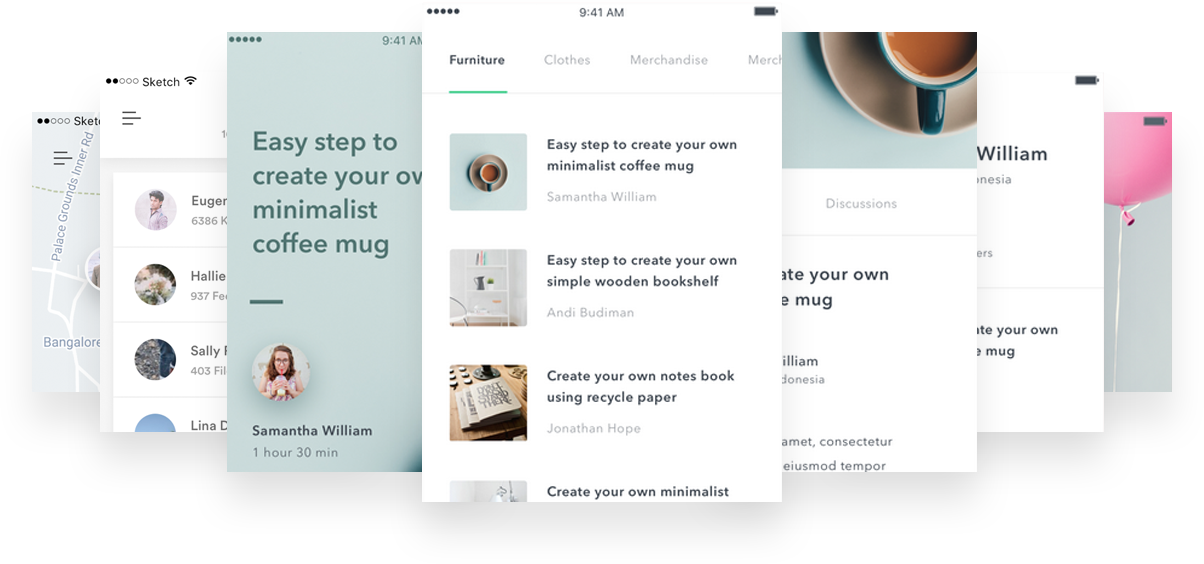 Sket
Palace Grounds Inner Rd
Bangalore
Sketch
Euger
6386 K
Hallie
937 Fe
Sally
403 Fil
Lina D
9:41 AM
Easy step to
create your ow
minimalist
coffee mug
Samantha William
1 hour 30 min
9:41 AM
Furniture Clothes Merchandise Merch
Easy step to create your own
minimalist coffee mug
Samantha William
Easy step to create your own
simple wooden bookshelf
Andi Budiman
Create your own notes book
using recycle paper
Jonathan Hope
Create your own minimalist
Discussions
ate your own
e mug
illiam
donesia
amet, consectetur
eiusmod tempor
William
nesia
ers
ate your own
e mug